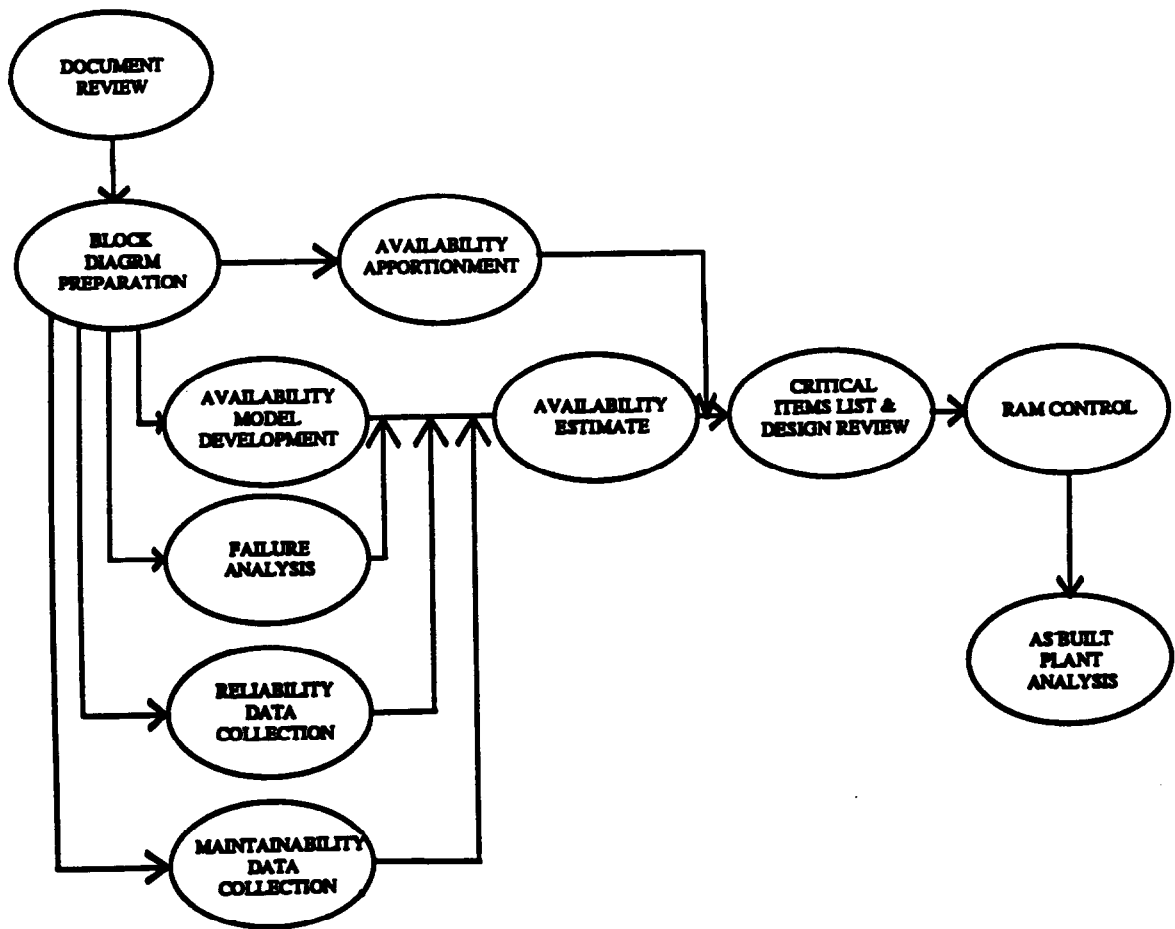 DOCUMENT
REVIEW
BLOCK
DIAGRM
PREPARATION
AVAILABILITY
APPORTIONMENT
AVAILABILITY
MODEL
DEVELOPMENT
AVAILABILITY
ESTIMATE
CRITICAL
ITEMS LIST &
DESIGN REVIEW
RAM CONTROL
FAILURE
ANALYSIS
RELIABILITY
DATA
COLLECTION
AS BUILT
PLANT
ANALYSIS
MAINTAINABILITY
DATA
COLLECTION